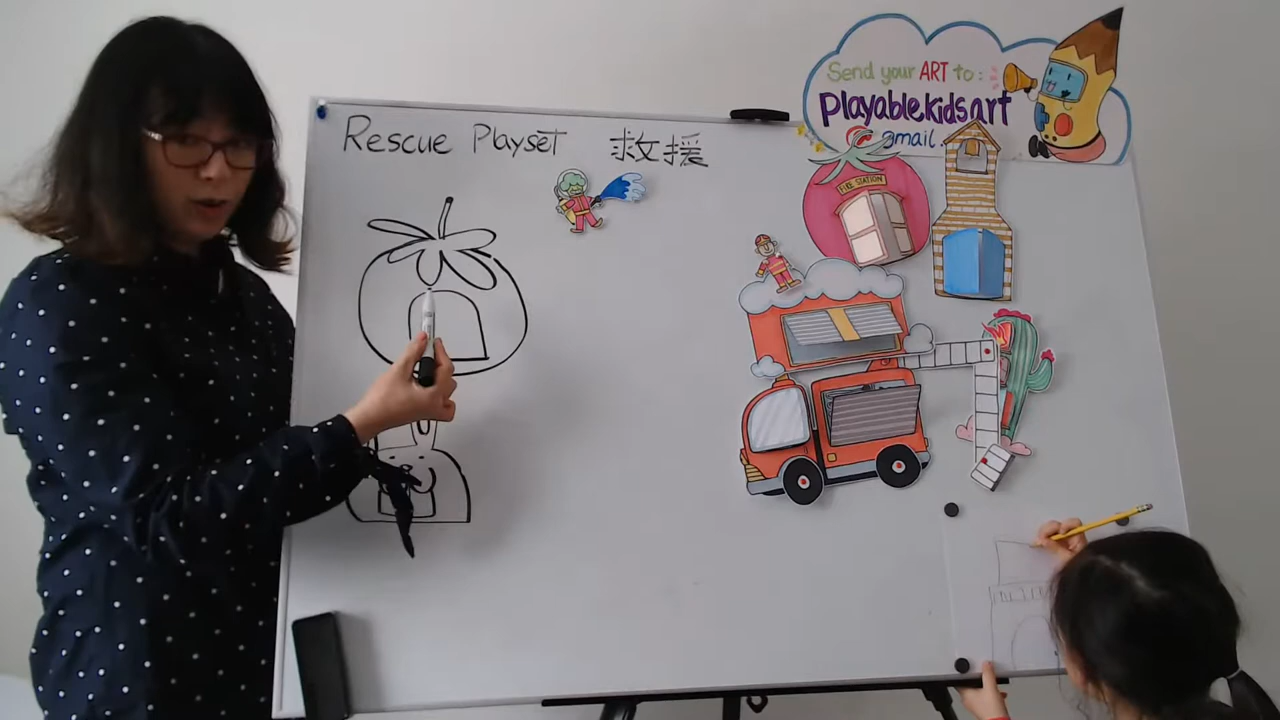 Rescue Playset 救援
Send your ART to:
Playablekidsart
gmail.
FIRE STATION